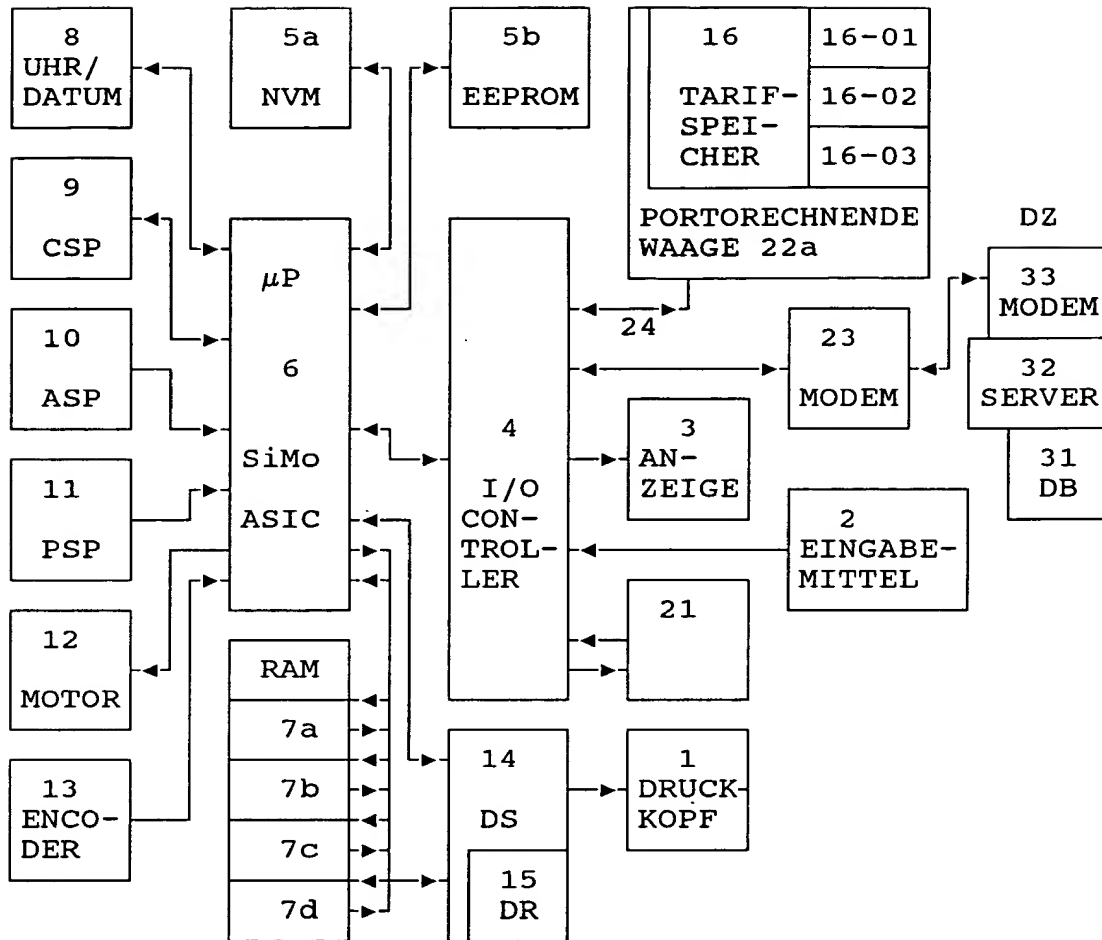 8
UHR/
DATUM
5a
NVM
5b
EEPROM
16
TARIF-
SPEI-
CHER
16-01
16-02
16-03
PORTORECHNENDE
WAAGE 22a
24
DZ
33
MODEM
32
SERVER
31
DB
9
CSP
10
ASP
11
PSP
12
MOTOR
13
ENCO-
DER
µP
6
SiMo
ASIC
4
I/O
CON-
TROL-
LER
23
MODEM
3
AN-
ZEIGE
2
EINGABE-
MITTEL
21
RAM
7a
7b
7c
7d
14
DS
15
DR
1
DRUCK-
KOPF